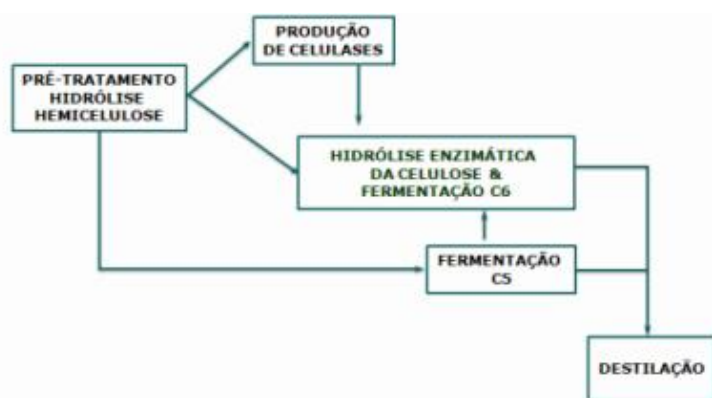 PRODUÇÃO
DE CELULASES
PRÉ-TRATAMENTO
HIDRÓLISE
HEMICELULOSE
HIDRÓLISE ENZIMÁTICA
DA CELULOSE &
FERMENTAÇÃO C6
FERMENTAÇÃO
C5
DESTILAÇÃO